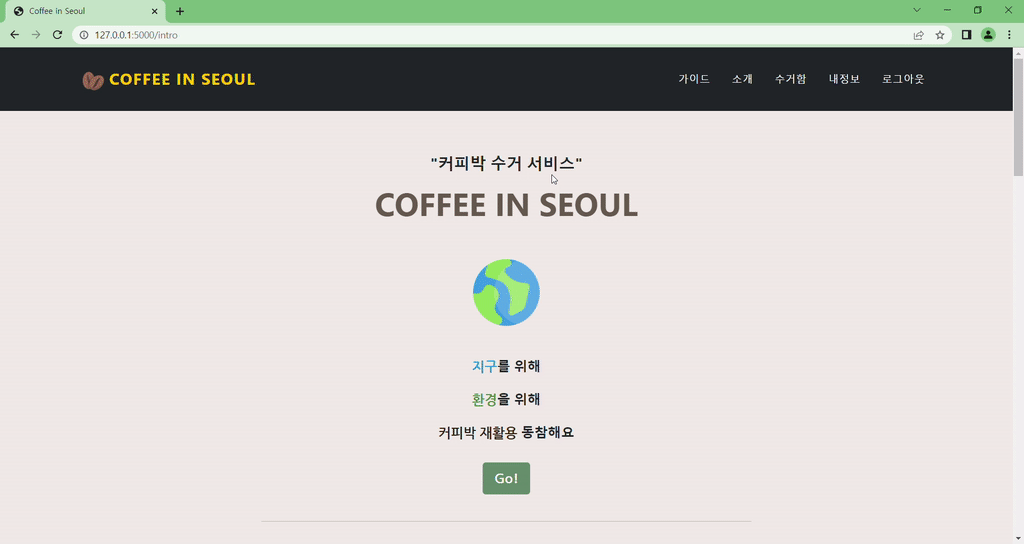 Coffee In Seoul
127.0.0.1:5000/intro
COFFEE IN SEOUL
가이드 소개 수거함 내정보 로그아웃
"커피박 수거 서비스"
COFFEE IN SEOUL
지구를 위해
환경을 위해
커피박 재활용 동참해요
Go!